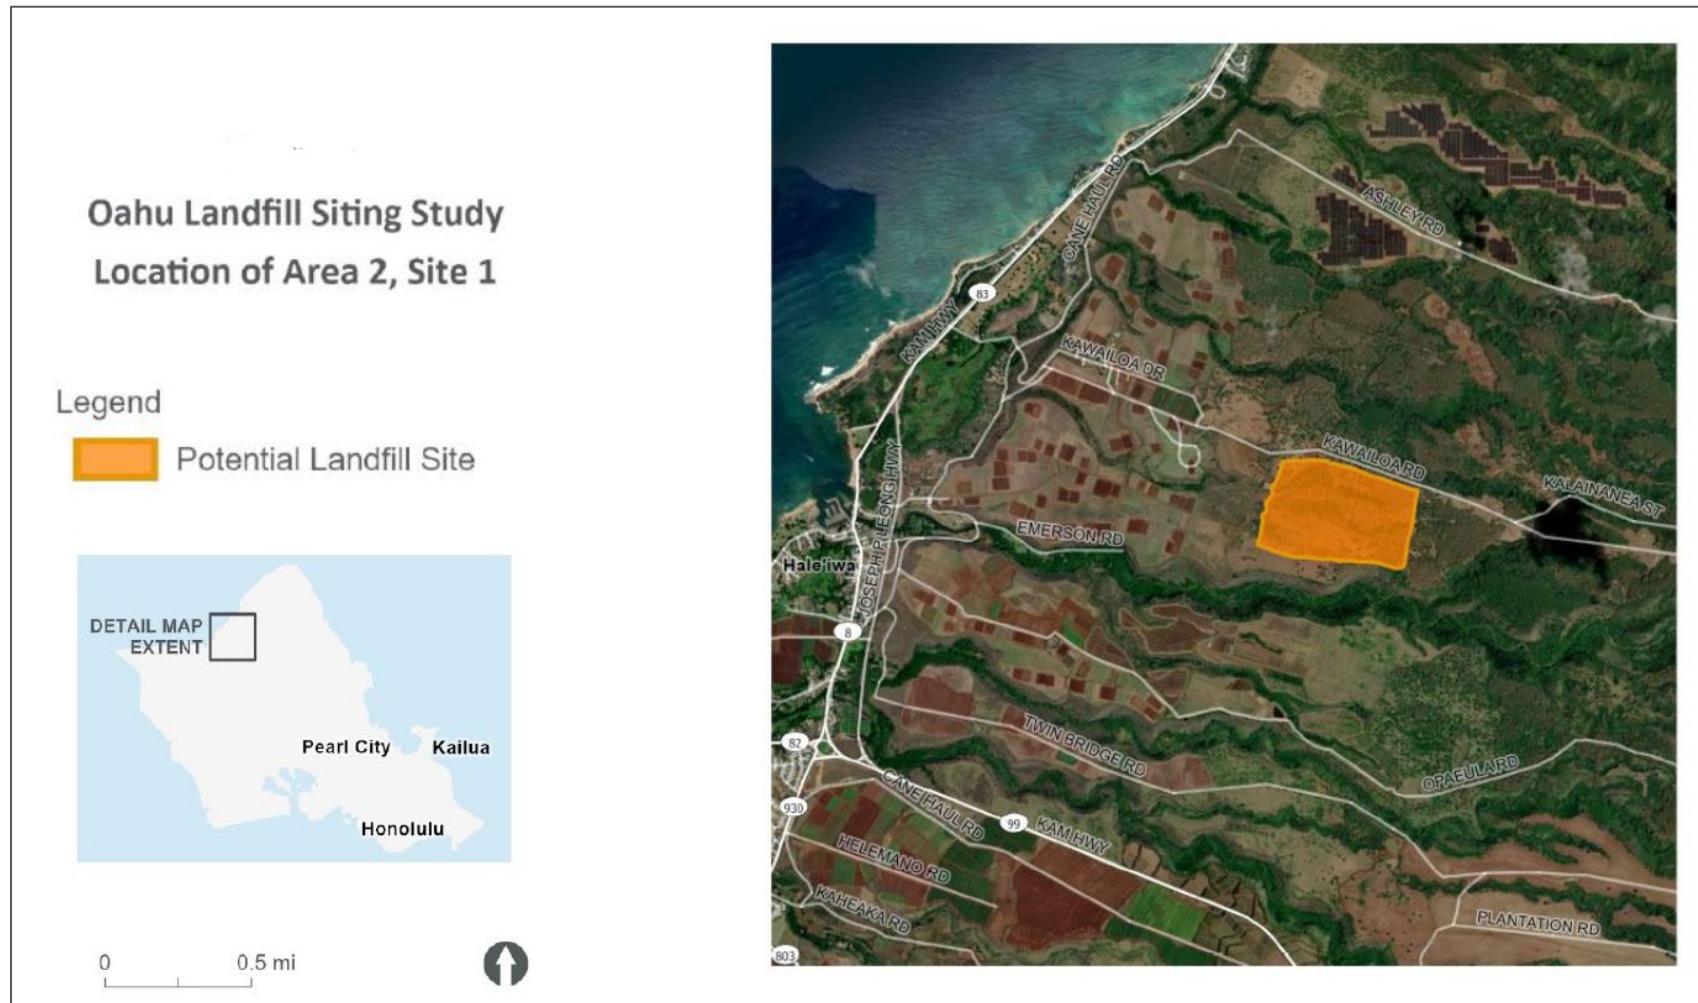 Oahu Landfill Siting Study
Location of Area 2, Site 1
Legend
Potential Landfill Site
DETAIL MAP
EXTENT
Pearl City
Kailua
Honolulu
0
0.5 mi
ASHLEY RD
CANE HAUL RD
83
KAM HWY
KAWAILOA DR
KAWAILOA RD
KALAINANEA ST
JOSEPH P LEONG HWY
EMERSON RD
Hale'iwa
8
TWIN BRIDGE RD
OPAEULA RD
82
CANE HAUL RD
930
99
KAM HWY
HELEMANO RD
KAHEAKA RD
PLANTATION RD
803